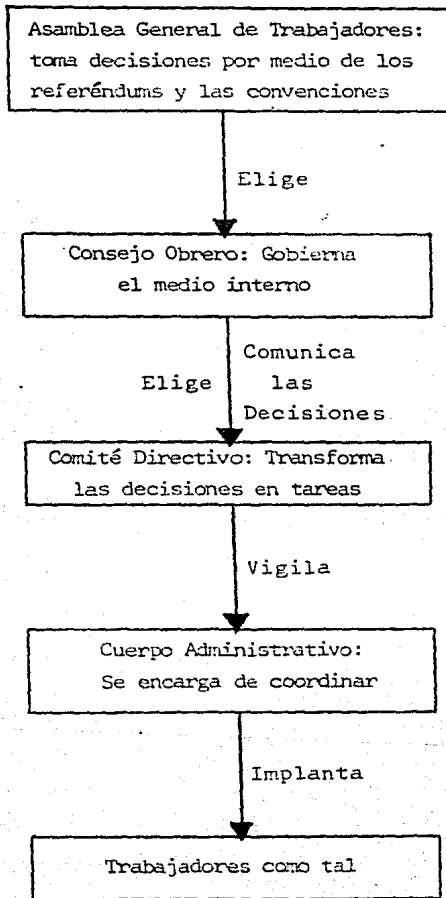 Asamblea General de Trabajadores:
toma decisiones por medio de los
referéndums y las convenciones
Elige
Consejo Obrero: Gobierna
el medio interno
Comunica
Elige las
Decisiones
Comité Directivo: Transforma
las decisiones en tareas
Vigila
Cuerpo Administrativo:
Se encarga de coordinar
Implanta
Trabajadores como tal